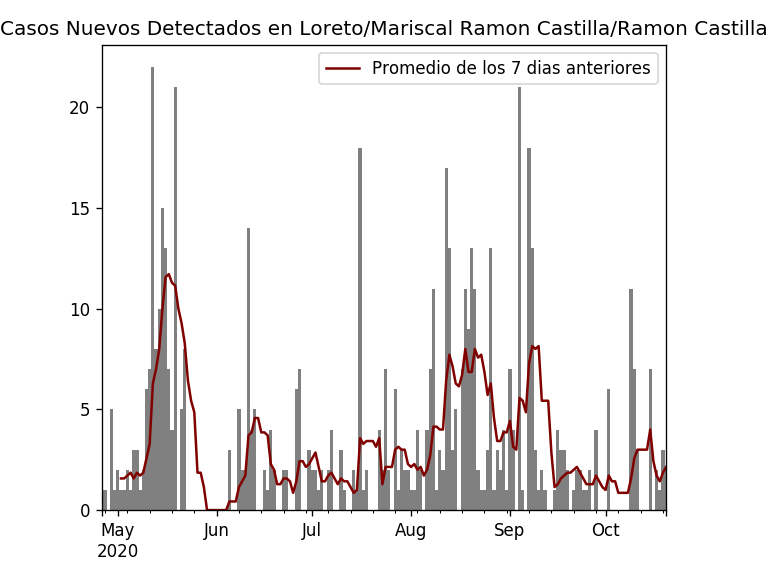 Casos Nuevos Detectados en Loreto/Mariscal Ramon Castilla/Ramon Castilla
Promedio de los 7 dias anteriores
20
15
10
5
0
May Jun Jul Aug Sep Oct
2020